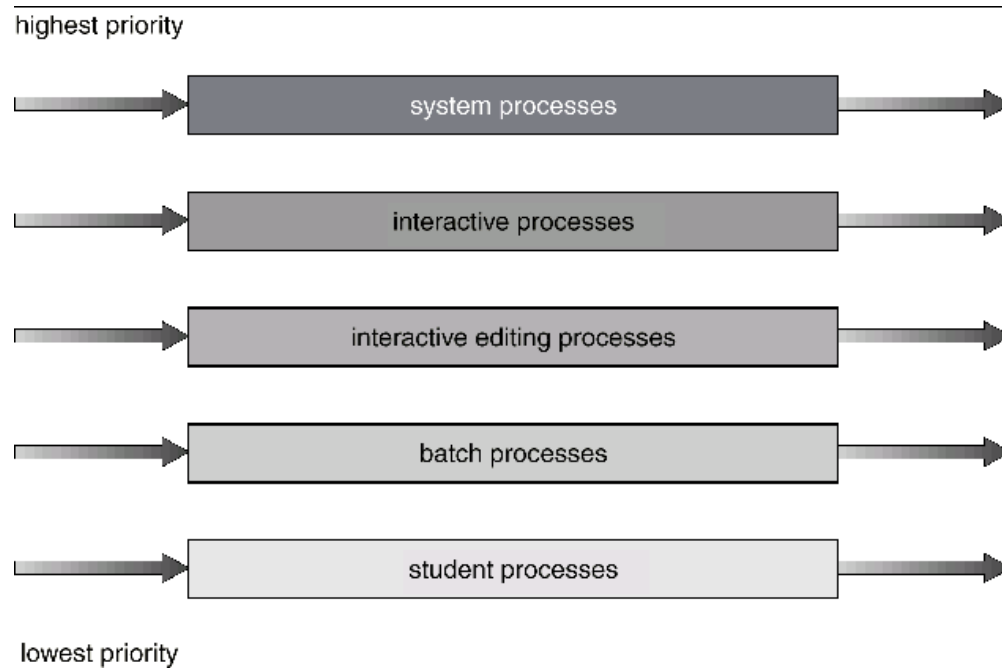 highest priority
system processes
interactive processes
interactive editing processes
batch processes
student processes
lowest priority